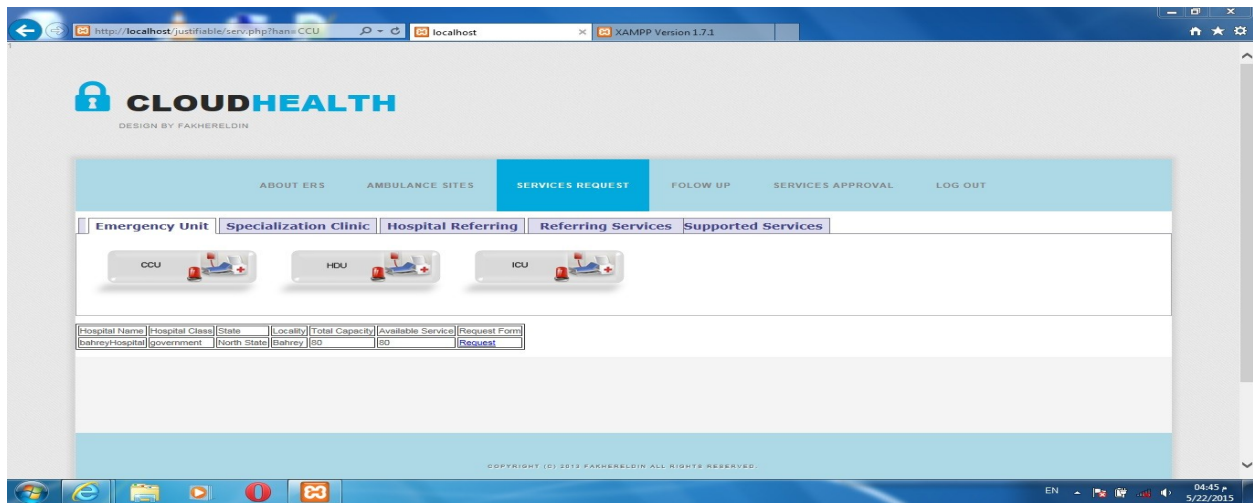 http://localhost/justifiable/serv.php?han=CCU
localhost
XAMPP Version 1.7.1
1
CLOUDHEALTH
DESIGN BY FAKHERELDIN
ABOUT ERS AMBULANCE SITES SERVICES REQUEST FOLOW UP SERVICES APPROVAL LOG OUT
Emergency Unit Specialization Clinic Hospital Referring Referring Services Supported Services
CCU HDU ICU
Hospital Name Hospital Class State Locality Total Capacity Available Service Request Form
bahreyHospital government North State Bahrey 80 80 Request
COPYRIGHT (C) 2013 FAKHERELDIN ALL RIGHTS RESERVED.
EN 04:45 م
5/22/2015